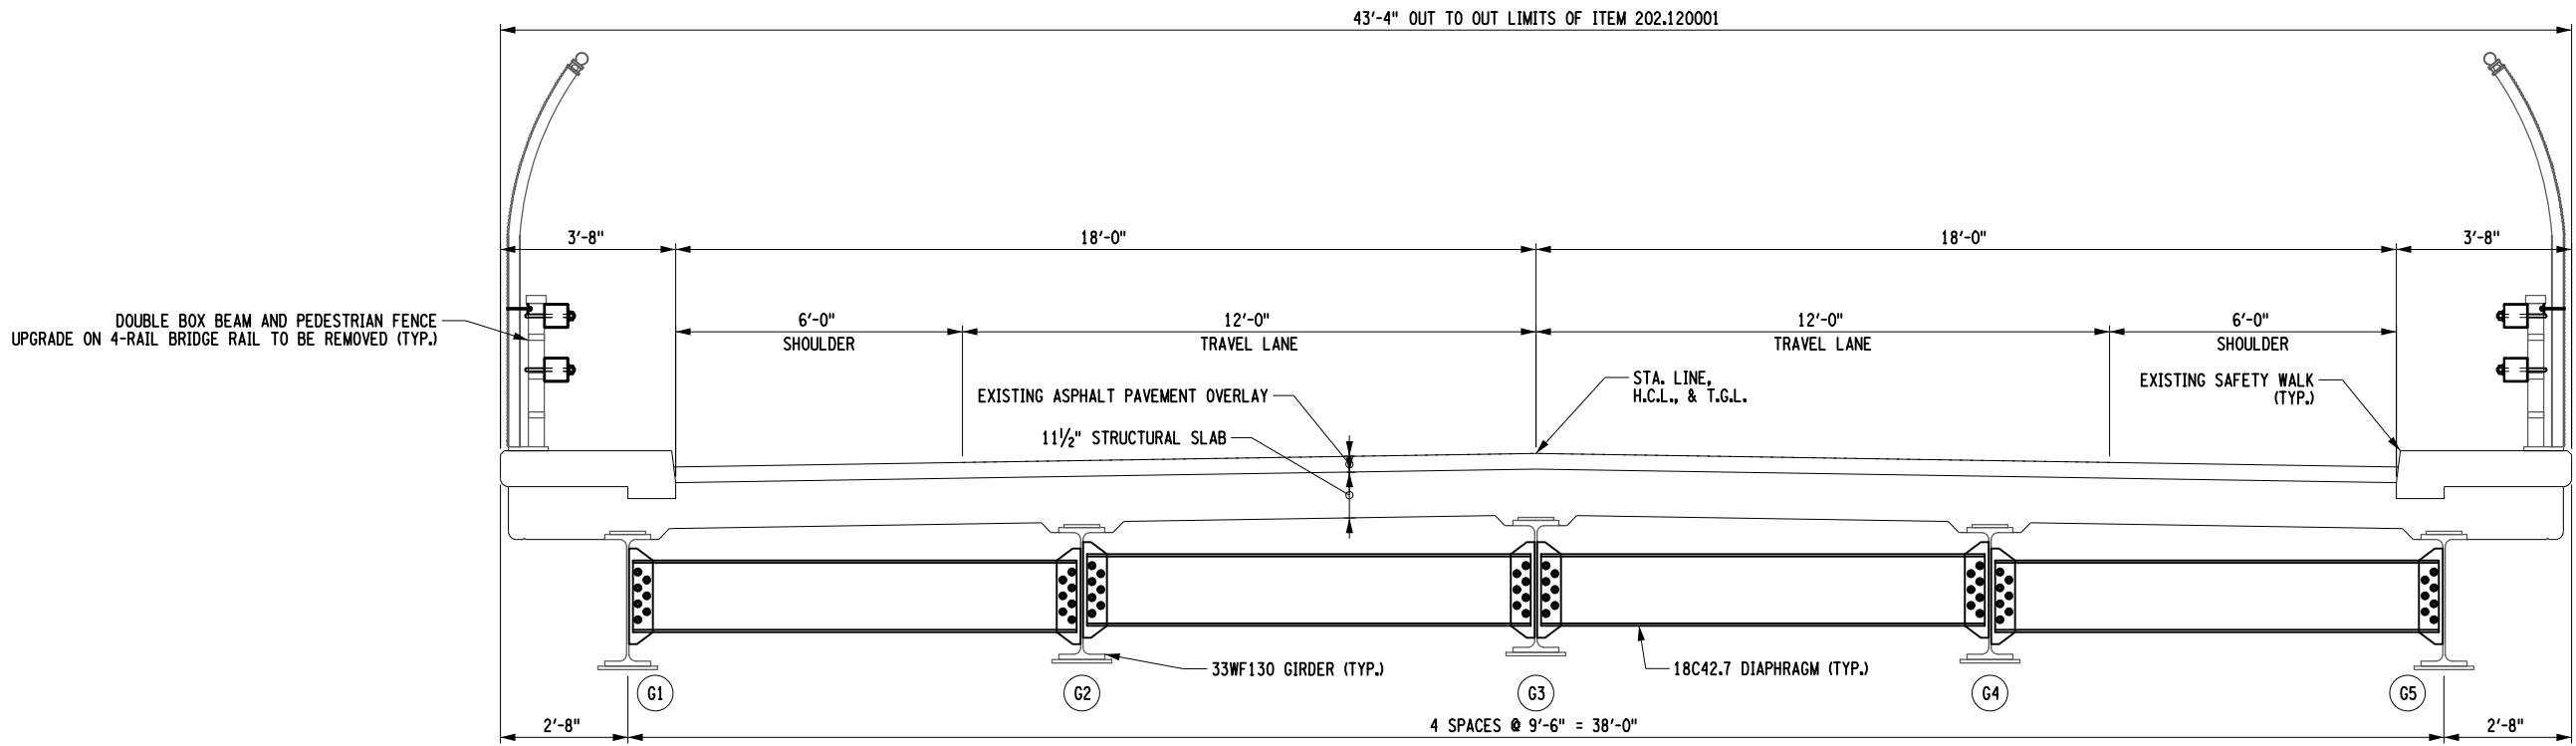 43'-4" OUT TO OUT LIMITS OF ITEM 202.120001
3'-8"
18'-0"
18'-0"
3'-8"
DOUBLE BOX BEAM AND PEDESTRIAN FENCE
UPGRADE ON 4-RAIL BRIDGE RAIL TO BE REMOVED (TYP.)
6'-0"
SHOULDER
12'-0"
TRAVEL LANE
12'-0"
TRAVEL LANE
6'-0"
SHOULDER
EXISTING ASPHALT PAVEMENT OVERLAY
STA. LINE,
H.C.L., & T.G.L.
EXISTING SAFETY WALK
(TYP.)
11½" STRUCTURAL SLAB
33WF130 GIRDER (TYP.)
18C42.7 DIAPHRAGM (TYP.)
G1
G2
G3
G4
G5
2'-8"
4 SPACES @ 9'-6" = 38'-0"
2'-8"